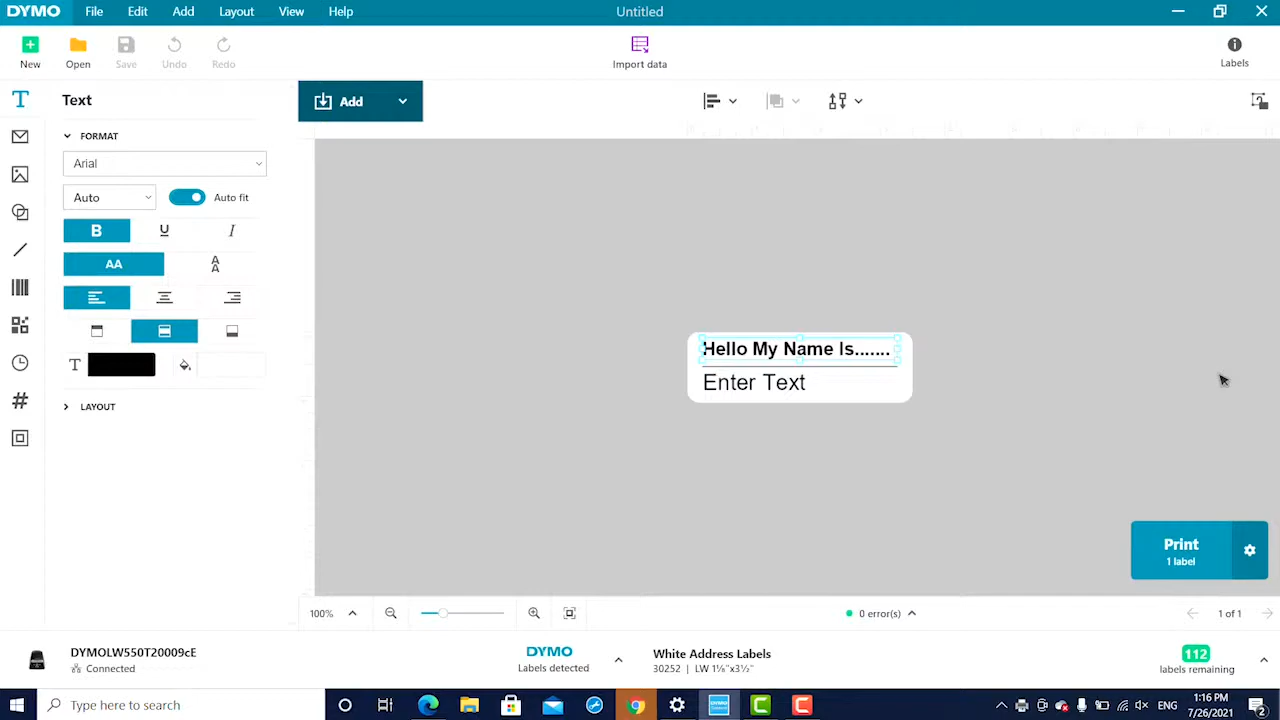 DYMO File Edit Add Layout View Help Untitled
New Open Save Undo Redo Import data Labels
Text
Add
FORMAT
Arial
Auto Auto fit
B U I
AA A A
T
LAYOUT
Hello My Name Is.......
Enter Text
Print
1 label
100% 0 error(s) 1 of 1
DYMOLW550T20009cE
Connected
DYMO
Labels detected
White Address Labels
30252 | LW 1⅛"x3½"
112
labels remaining
Type here to search
DYMO
ENG
1:16 PM
7/26/2021
2